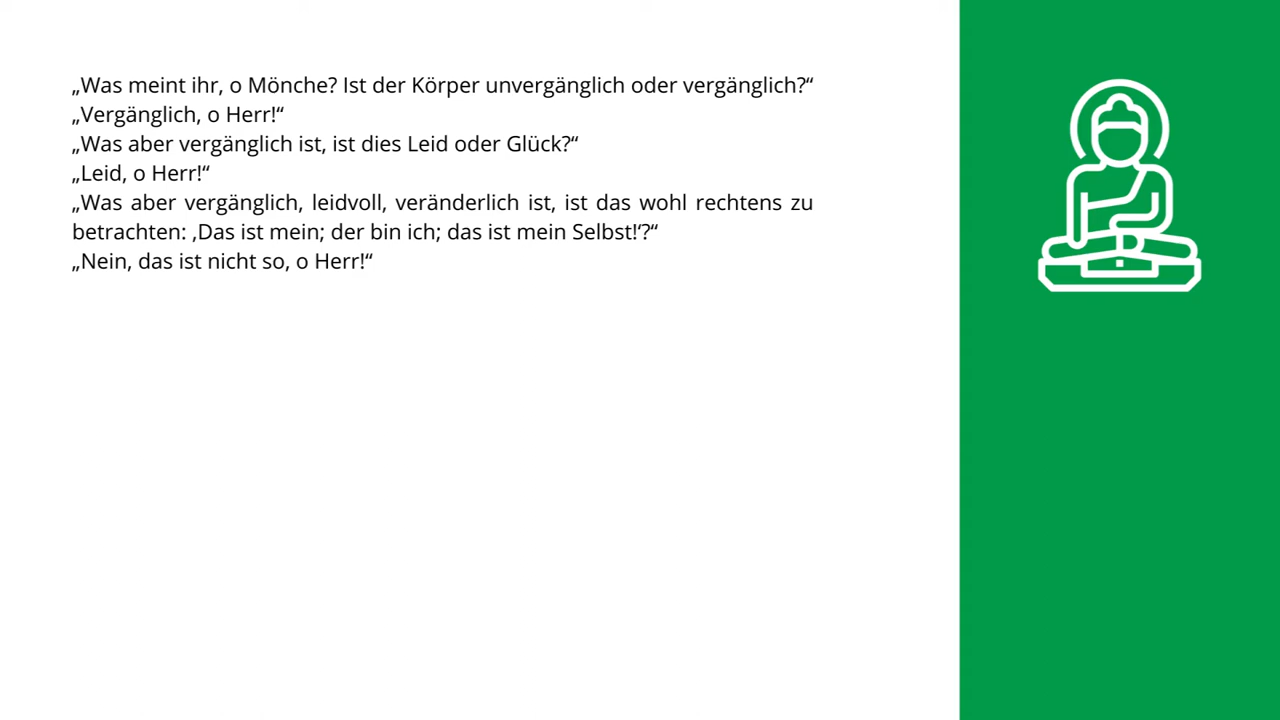 „Was meint ihr, o Mönche? Ist der Körper unvergänglich oder vergänglich?“
„Vergänglich, o Herr!“
„Was aber vergänglich ist, ist dies Leid oder Glück?“
„Leid, o Herr!“
„Was aber vergänglich, leidvoll, veränderlich ist, ist das wohl rechtens zu
betrachten: ‚Das ist mein; der bin ich; das ist mein Selbst!‘?“
„Nein, das ist nicht so, o Herr!“